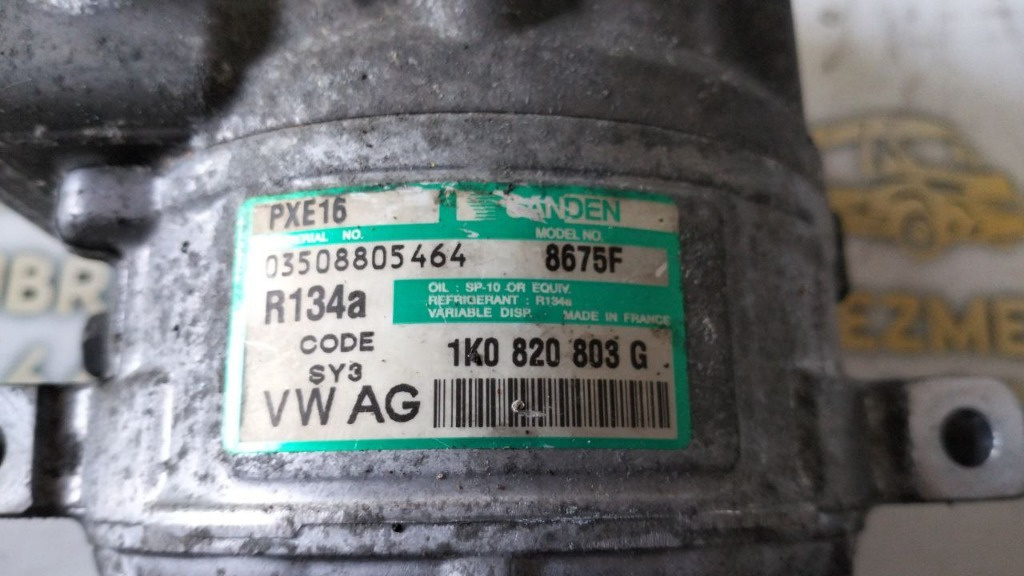 PXE16 SANDEN
SERIAL NO. MODEL NO.
03508805464 8675F
R134a
OIL : SP-10 OR EQUIV.
REFRIGERANT : R134a
VARIABLE DISP. MADE IN FRANCE
CODE 1K0 820 803 G
SY3
VW AG